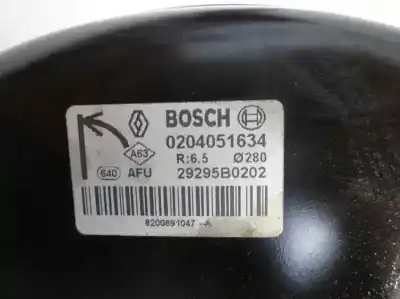 BOSCH
0204051634
A63
R:6.5 Ø280
640 AFU 29295B0202
8200891047 -A